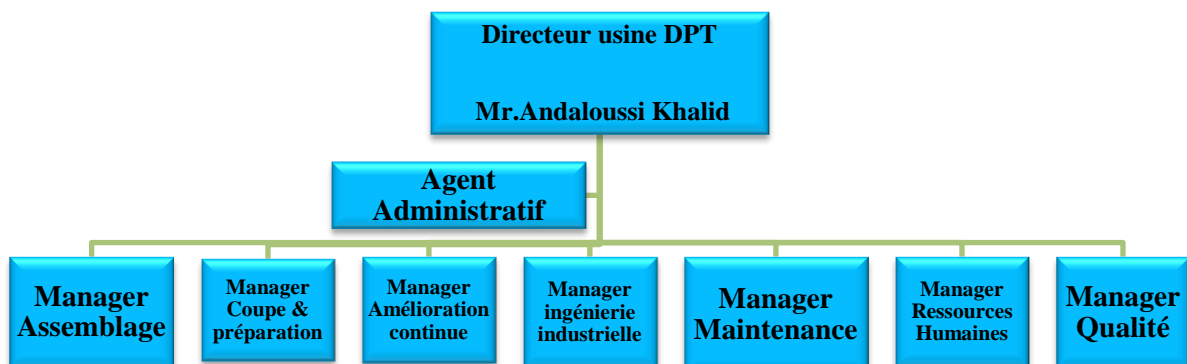 Directeur usine DPT
Mr.Andaloussi Khalid
Agent
Administratif
Manager
Assemblage
Manager
Coupe &
préparation
Manager
Amélioration
continue
Manager
ingénierie
industrielle
Manager
Maintenance
Manager
Ressources
Humaines
Manager
Qualité